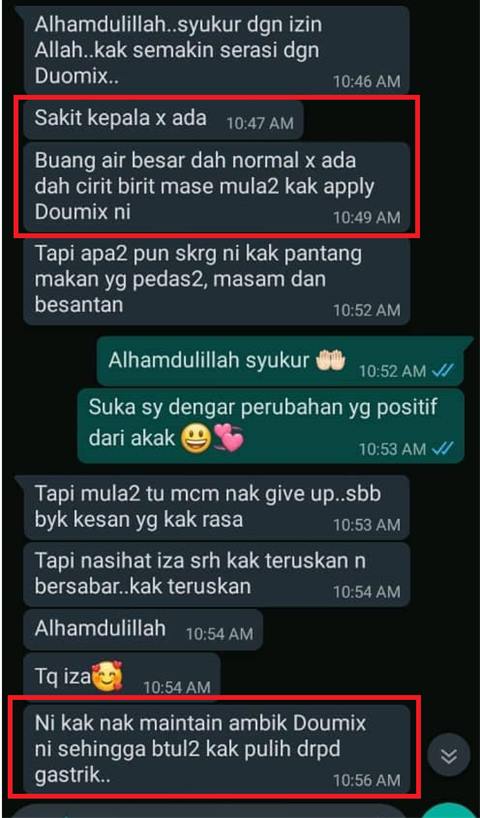 Alhamdulillah..syukur dgn izin
Allah..kak semakin serasi dgn
Duomix..
10:46 AM
Sakit kepala x ada 10:47 AM
Buang air besar dah normal x ada
dah cirit birit mase mula2 kak apply
Doumix ni
10:49 AM
Tapi apa2 pun skrg ni kak pantang
makan yg pedas2, masam dan
besantan
10:52 AM
Alhamdulillah syukur 🤲🏻 10:52 AM
Suka sy dengar perubahan yg positif
dari akak 😃💞
10:53 AM
Tapi mula2 tu mcm nak give up..sbb
byk kesan yg kak rasa
10:53 AM
Tapi nasihat iza srh kak teruskan n
bersabar..kak teruskan
10:54 AM
Alhamdulillah 10:54 AM
Tq iza🥰 10:54 AM
Ni kak nak maintain ambik Doumix
ni sehingga btul2 kak pulih drpd
gastrik..
10:56 AM